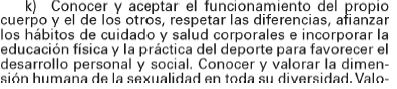 k) Conocer y aceptar el funcionamiento del propio
cuerpo y el de los otros, respetar las diferencias, afianzar
los hábitos de cuidado y salud corporales e incorporar la
educación física y la práctica del deporte para favorecer el
desarrollo personal y social. Conocer y valorar la dimen-
sión humana de la sexualidad en toda su diversidad. Valo-